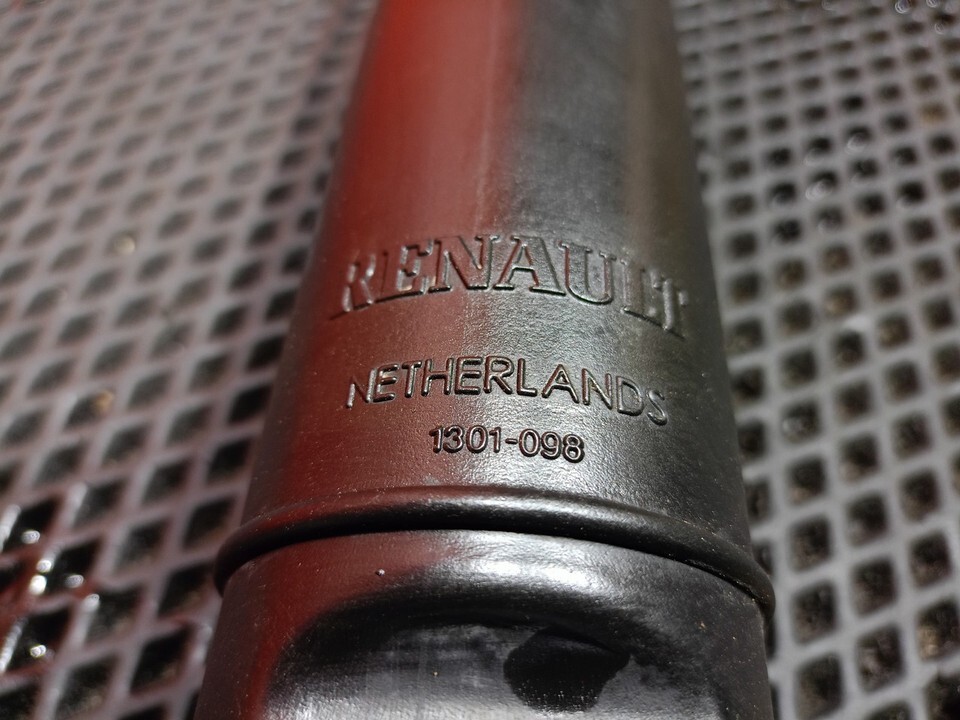 RENAULT
NETHERLANDS
1301-098